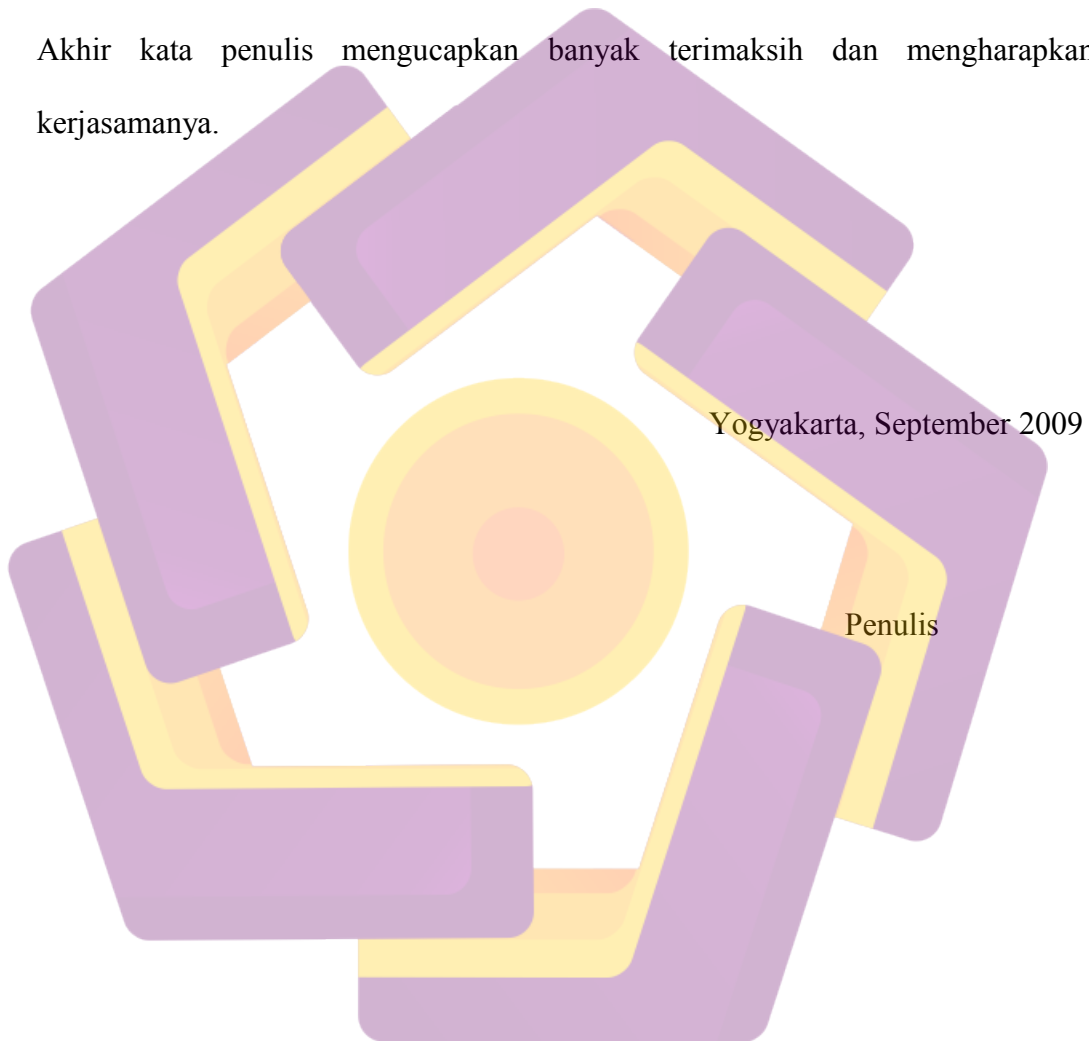 Akhir kata penulis mengucapkan banyak terimaksih dan mengharapkan
kerjasamanya.
Yogyakarta, September 2009
Penulis